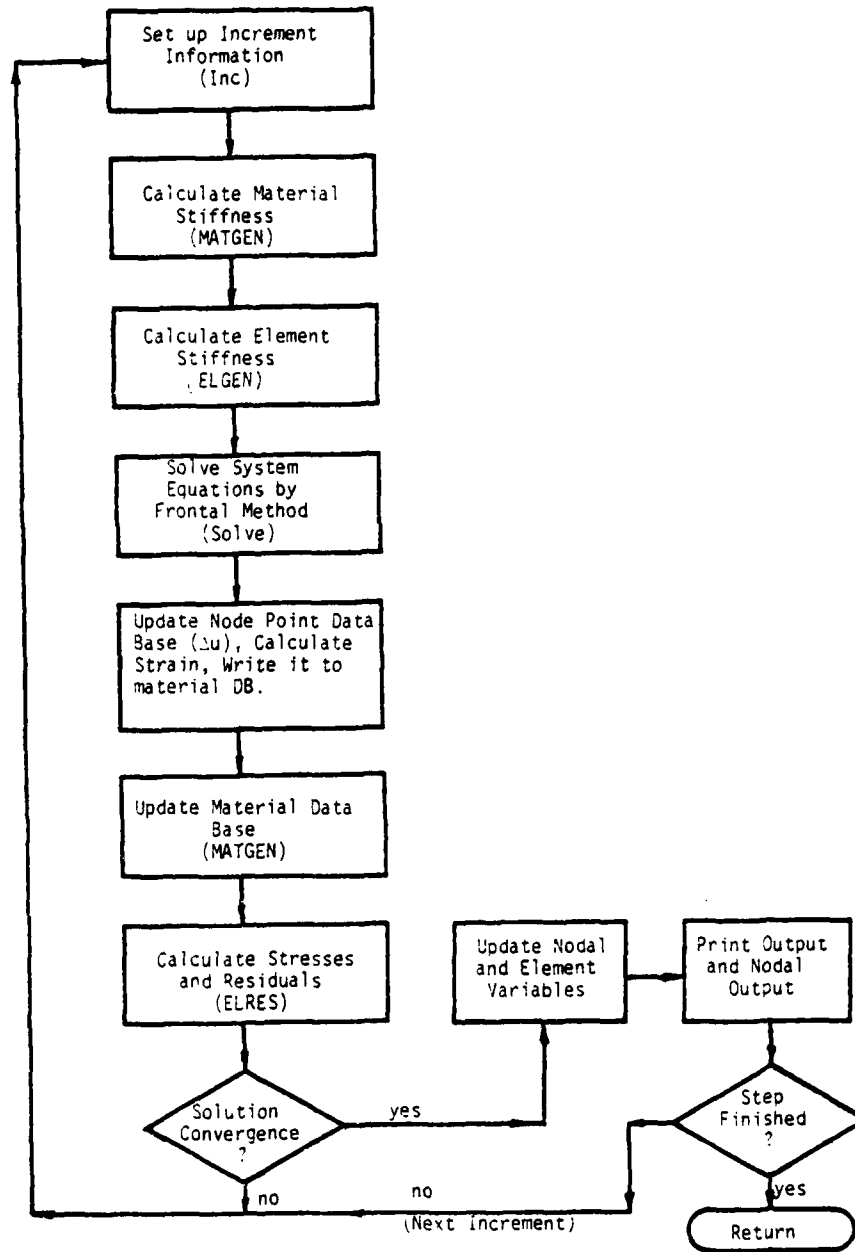 Set up Increment
Information
(Inc)
Calculate Material
Stiffness
(MATGEN)
Calculate Element
Stiffness
(ELGEN)
Solve System
Equations by
Frontal Method
(Solve)
Update Node Point Data
Base (Δu), Calculate
Strain, Write it to
material DB.
Update Material Data
Base
(MATGEN)
Calculate Stresses
and Residuals
(ELRES)
Update Nodal
and Element
Variables
Print Output
and Nodal
Output
Solution
Convergence
?
yes
no
Step
Finished
?
no
(Next Increment)
yes
Return